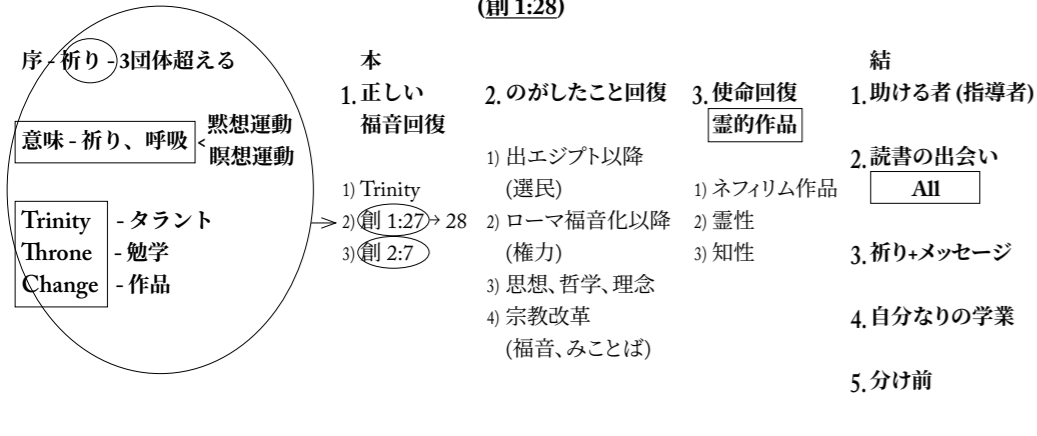 (創 1:28)
序 - 祈り - 3団体超える
意味 - 祈り、呼吸 <
黙想運動
瞑想運動
Trinity - タラント
Throne - 勉学
Change - 作品
本
1. 正しい
福音回復
1) Trinity
2) 創 1:27 → 28
3) 創 2:7
2. のがしたこと回復
1) 出エジプト以降
(選民)
2) ローマ福音化以降
(権力)
3) 思想、哲学、理念
4) 宗教改革
(福音、みことば)
3. 使命回復
霊的作品
1) ネフィリム作品
2) 霊性
3) 知性
結
1. 助ける者 (指導者)
2. 読書の出会い
All
3. 祈り+メッセージ
4. 自分なりの学業
5. 分け前